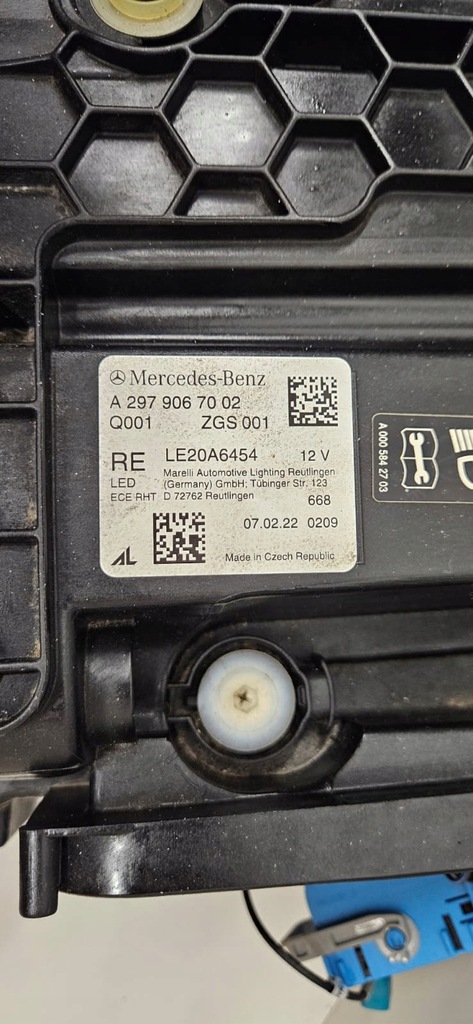 Mercedes-Benz
A 297 906 70 02
Q001 ZGS 001
RE LE20A6454 12 V
LED Marelli Automotive Lighting Reutlingen
(Germany) GmbH; Tübinger Str. 123
ECE RHT D 72762 Reutlingen 668
07.02.22 0209
AL Made in Czech Republic
A 000 584 27 03